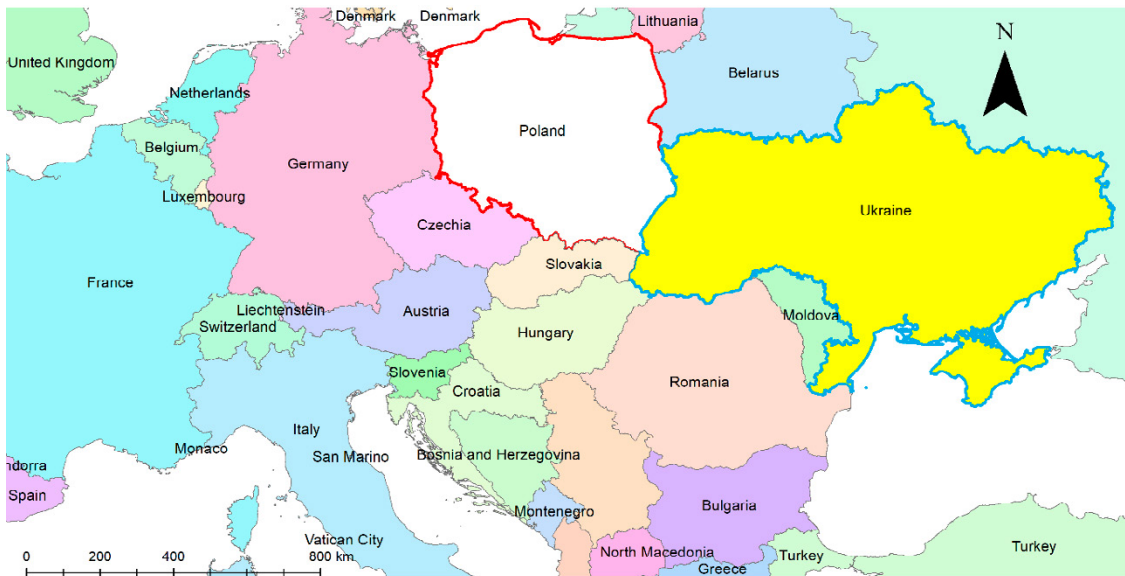 Denmark
Denmark
Lithuania
N
United Kingdom
Belarus
Netherlands
Poland
Belgium
Germany
Luxembourg
Ukraine
Czechia
Slovakia
France
Moldova
Liechtenstein
Switzerland
Austria
Hungary
Slovenia
Romania
Croatia
Italy
Monaco
San Marino
Bosnia and Herzegovina
ndorra
Spain
Bulgaria
Montenegro
Vatican City
North Macedonia
Turkey
Turkey
Greece
0 200 400 800 km